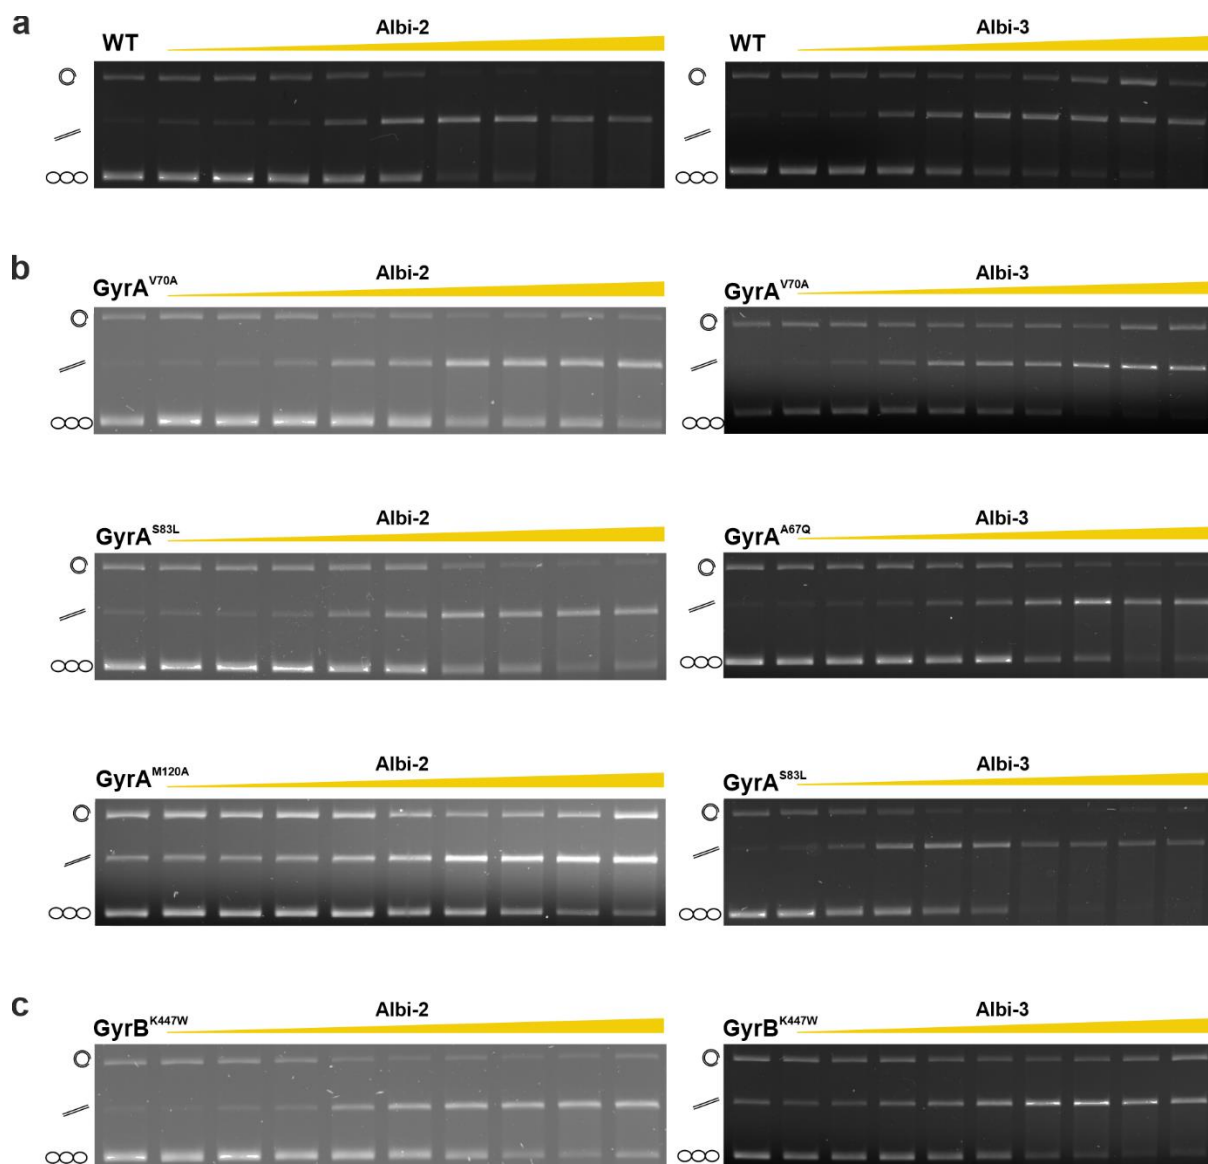 a
WT
Albi-2
WT
Albi-3
b
GyrA^V70A
Albi-2
GyrA^V70A
Albi-3
GyrA^S83L
Albi-2
GyrA^A67Q
Albi-3
GyrA^M120A
Albi-2
GyrA^S83L
Albi-3
c
GyrB^K447W
Albi-2
GyrB^K447W
Albi-3